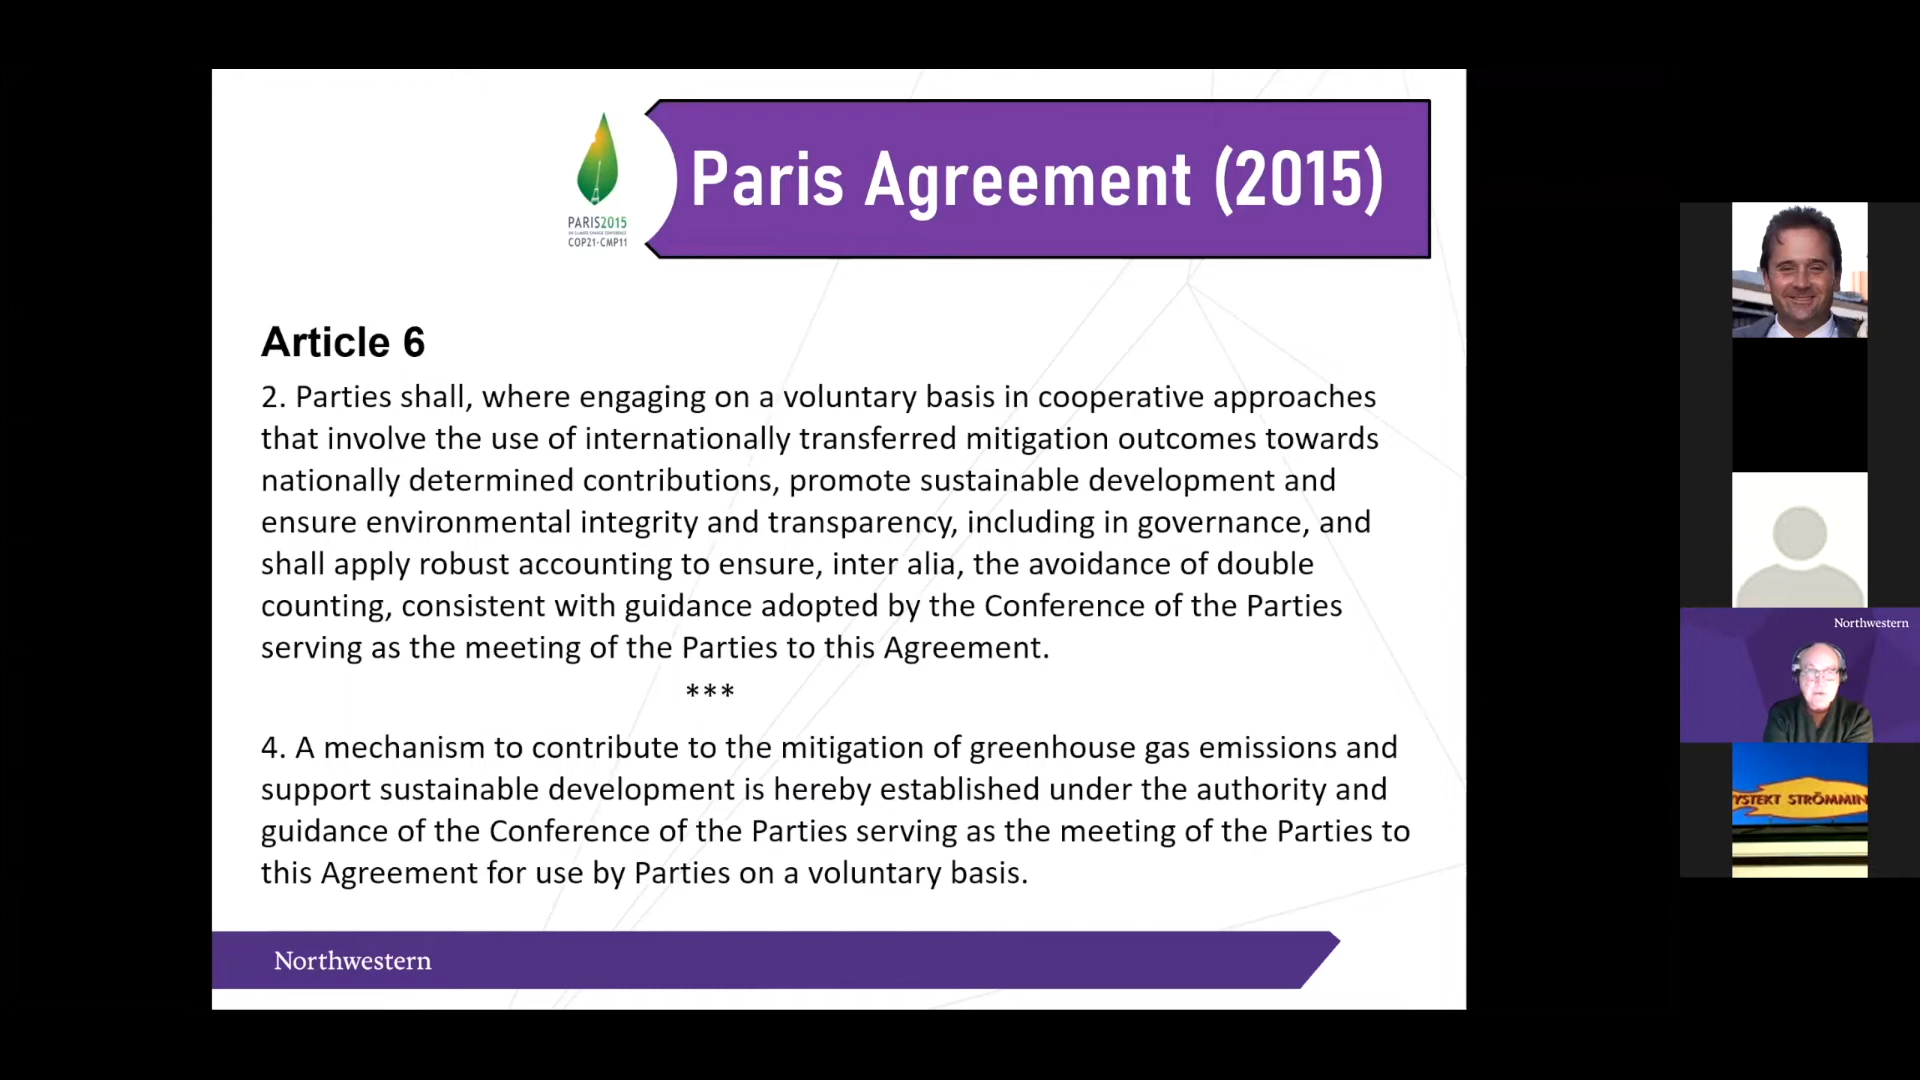 Paris Agreement (2015)
PARIS2015
COP21·CMP11
Article 6
2. Parties shall, where engaging on a voluntary basis in cooperative approaches
that involve the use of internationally transferred mitigation outcomes towards
nationally determined contributions, promote sustainable development and
ensure environmental integrity and transparency, including in governance, and
shall apply robust accounting to ensure, inter alia, the avoidance of double
counting, consistent with guidance adopted by the Conference of the Parties
serving as the meeting of the Parties to this Agreement.
***
4. A mechanism to contribute to the mitigation of greenhouse gas emissions and
support sustainable development is hereby established under the authority and
guidance of the Conference of the Parties serving as the meeting of the Parties to
this Agreement for use by Parties on a voluntary basis.
Northwestern
Northwestern
YSTEKT STRÖMMIN